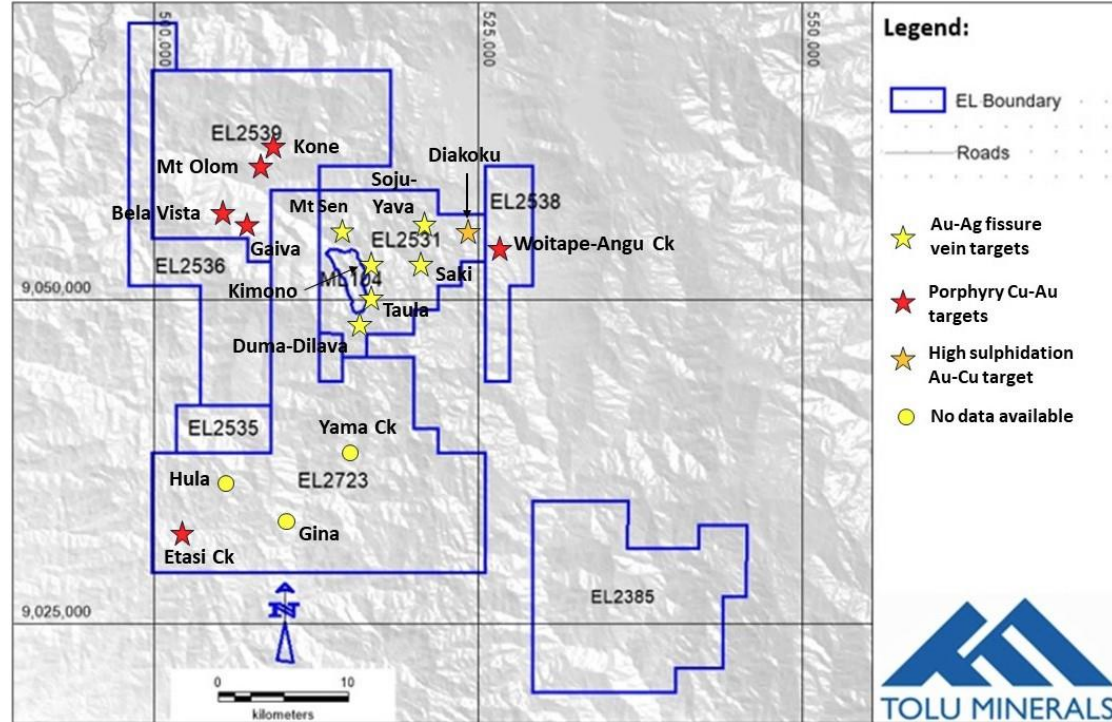 500,000
525,000
550,000
Legend:
EL Boundary
Roads
Au-Ag fissure
vein targets
Porphyry Cu-Au
targets
High sulphidation
Au-Cu target
No data available
EL2539
Kone
Mt Olom
Bela Vista
Gaiva
EL2536
Soju-
Yava
Diakoku
Mt Sen
EL2531
EL2538
Woitape-Angu Ck
Saki
ML104
Kimono
Taula
Duma-Dilava
9,050,000
EL2535
Yama Ck
Hula
EL2723
Gina
Etasi Ck
EL2385
N
9,025,000
0 10
kilometers
TOLU MINERALS